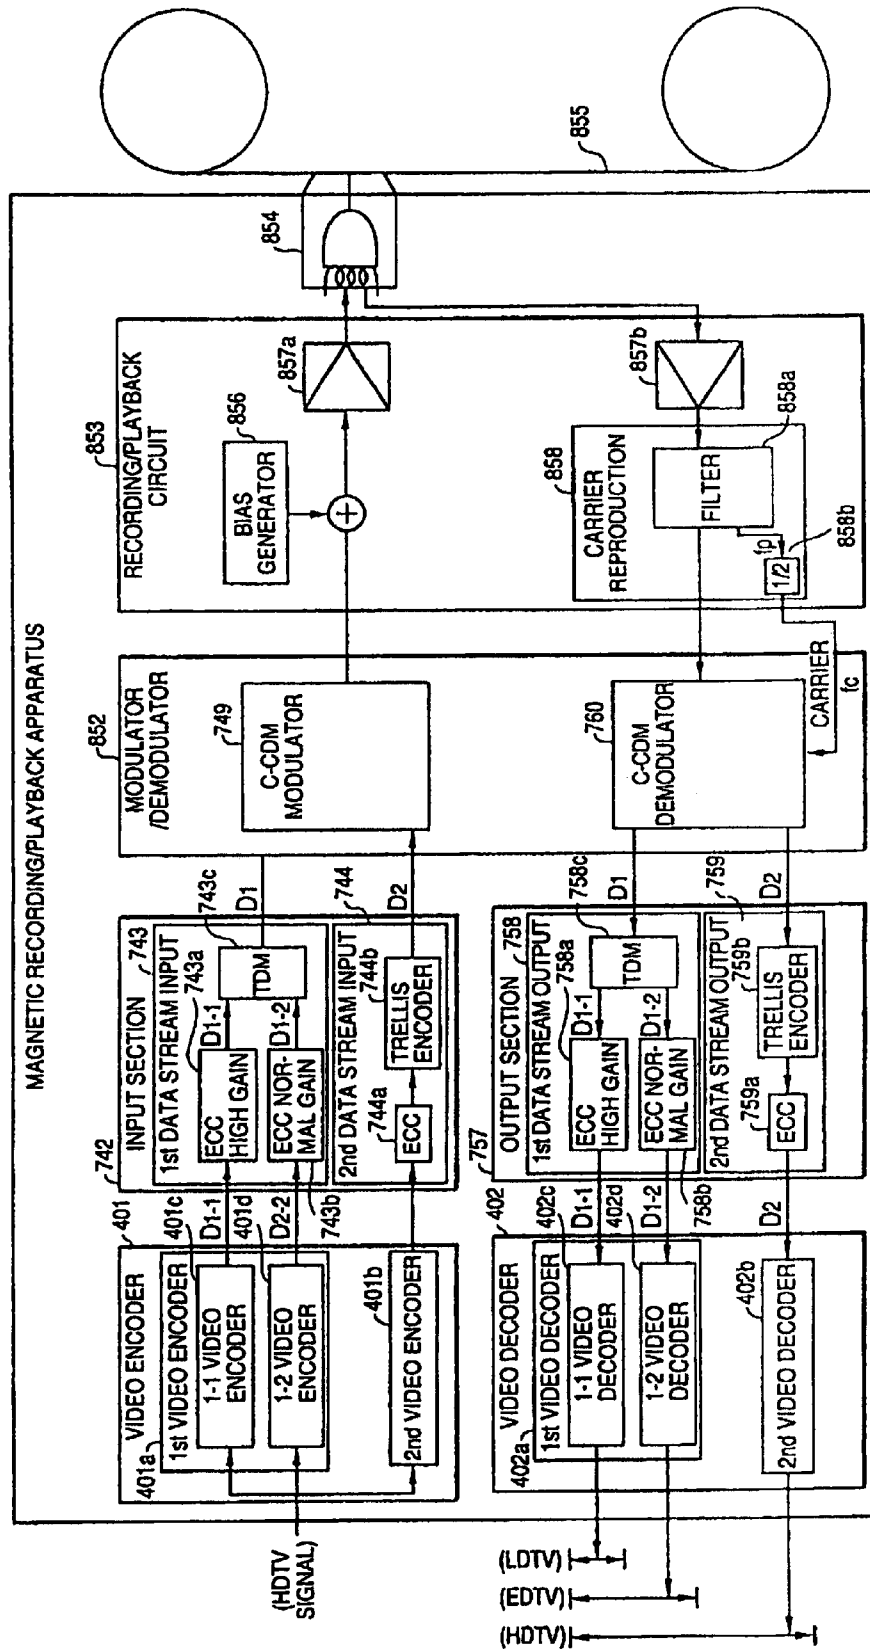 MAGNETIC RECORDING/PLAYBACK APPARATUS
(HDTV
SIGNAL)
401
VIDEO ENCODER
401a
1st VIDEO ENCODER
401c
1-1 VIDEO
ENCODER
401d
1-2 VIDEO
ENCODER
401b
2nd VIDEO ENCODER
D1-1
D2-2
742
INPUT SECTION
743
1st DATA STREAM INPUT
743a
ECC
HIGH GAIN
D1-1
743c
TDM
ECC NOR-
MAL GAIN
D1-2
743b
744
2nd DATA STREAM INPUT
744a
ECC
744b
TRELLIS
ENCODER
D1
D2
852
MODULATOR
/DEMODULATOR
749
C-CDM
MODULATOR
853
RECORDING/PLAYBACK
CIRCUIT
856
BIAS
GENERATOR
+
857a
854
855
402
VIDEO DECODER
402a
1st VIDEO DECODER
402c
1-1 VIDEO
DECODER
402d
1-2 VIDEO
DECODER
402b
2nd VIDEO DECODER
(LDTV)
(EDTV)
(HDTV)
D1-1
D1-2
D2
757
OUTPUT SECTION
758
1st DATA STREAM OUTPUT
758a
ECC
HIGH GAIN
D1-1
758c
TDM
ECC NOR-
MAL GAIN
D1-2
758b
759
2nd DATA STREAM OUTPUT
759a
ECC
759b
TRELLIS
ENCODER
D1
D2
760
C-CDM
DEMODULATOR
CARRIER
fc
858
CARRIER
REPRODUCTION
FILTER
858a
fp
1/2
858b
857b